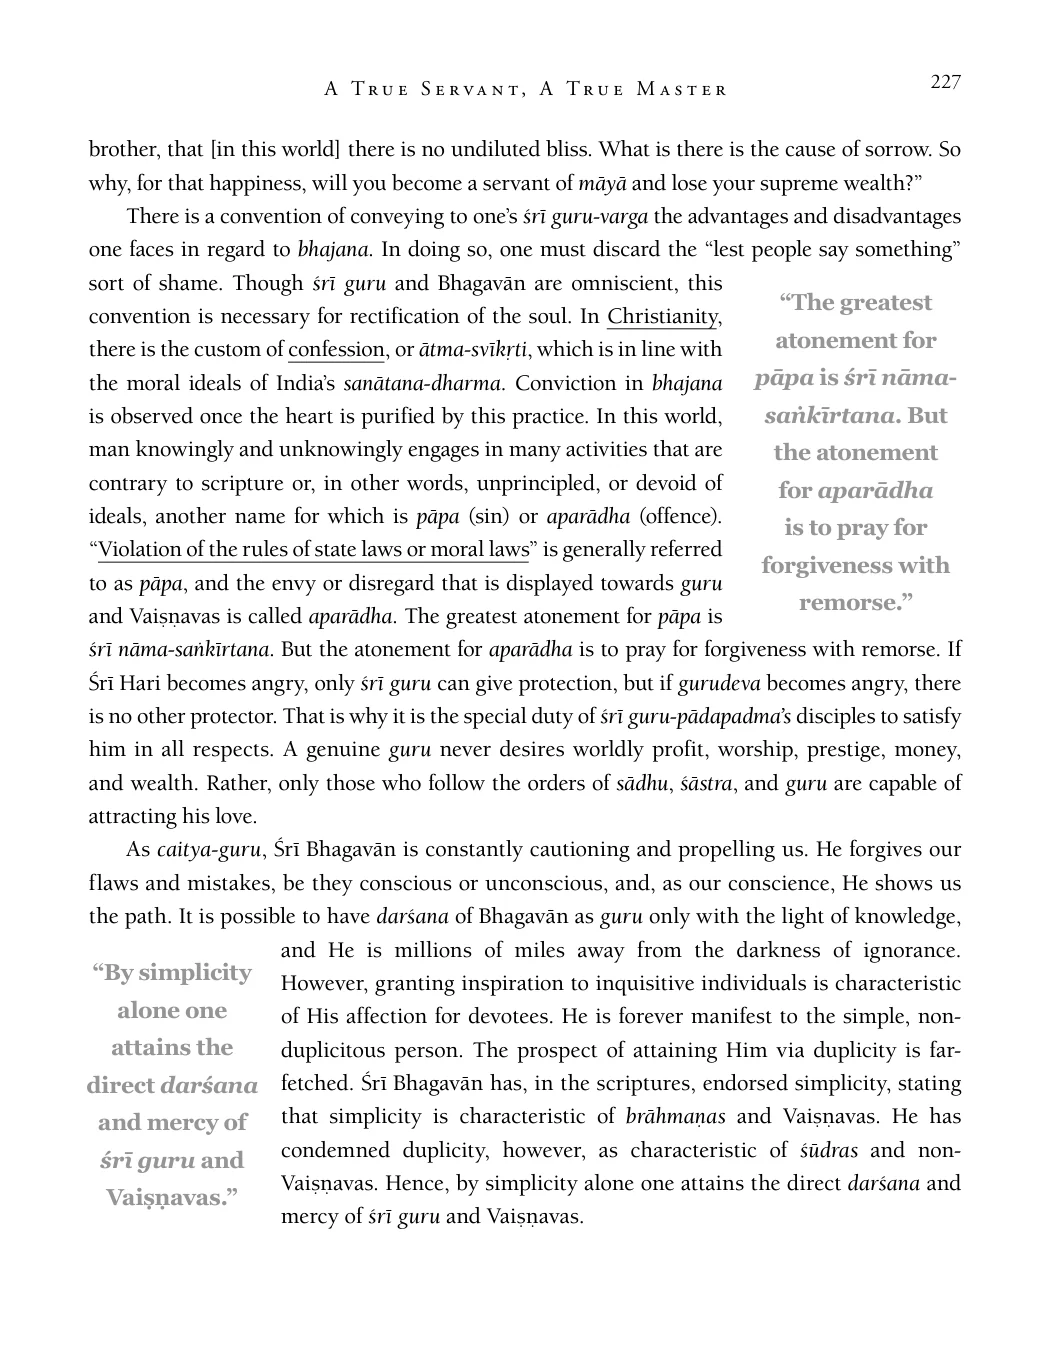 A True Servant, A True Master
227
brother, that [in this world] there is no undiluted bliss. What is there is the cause of sorrow. So
why, for that happiness, will you become a servant of māyā and lose your supreme wealth?”
There is a convention of conveying to one’s śrī guru-varga the advantages and disadvantages
one faces in regard to bhajana. In doing so, one must discard the “lest people say something”
sort of shame. Though śrī guru and Bhagavān are omniscient, this
convention is necessary for rectification of the soul. In Christianity,
there is the custom of confession, or ātma-svīkṛti, which is in line with
the moral ideals of India’s sanātana-dharma. Conviction in bhajana
is observed once the heart is purified by this practice. In this world,
man knowingly and unknowingly engages in many activities that are
contrary to scripture or, in other words, unprincipled, or devoid of
ideals, another name for which is pāpa (sin) or aparādha (offence).
“Violation of the rules of state laws or moral laws” is generally referred
to as pāpa, and the envy or disregard that is displayed towards guru
and Vaiṣṇavas is called aparādha. The greatest atonement for pāpa is
“The greatest
atonement for
pāpa is śrī nāma-
saṅkīrtana. But
the atonement
for aparādha
is to pray for
forgiveness with
remorse.”
śrī nāma-saṅkīrtana. But the atonement for aparādha is to pray for forgiveness with remorse. If
Śrī Hari becomes angry, only śrī guru can give protection, but if gurudeva becomes angry, there
is no other protector. That is why it is the special duty of śrī guru-pādapadma’s disciples to satisfy
him in all respects. A genuine guru never desires worldly profit, worship, prestige, money,
and wealth. Rather, only those who follow the orders of sādhu, śāstra, and guru are capable of
attracting his love.
As caitya-guru, Śrī Bhagavān is constantly cautioning and propelling us. He forgives our
flaws and mistakes, be they conscious or unconscious, and, as our conscience, He shows us
the path. It is possible to have darśana of Bhagavān as guru only with the light of knowledge,
and He is millions of miles away from the darkness of ignorance.
However, granting inspiration to inquisitive individuals is characteristic
of His affection for devotees. He is forever manifest to the simple, non-
duplicitous person. The prospect of attaining Him via duplicity is far-
fetched. Śrī Bhagavān has, in the scriptures, endorsed simplicity, stating
that simplicity is characteristic of brāhmaṇas and Vaiṣṇavas. He has
condemned duplicity, however, as characteristic of śūdras and non-
Vaiṣṇavas. Hence, by simplicity alone one attains the direct darśana and
mercy of śrī guru and Vaiṣṇavas.
“By simplicity
alone one
attains the
direct darśana
and mercy of
śrī guru and
Vaiṣṇavas.”